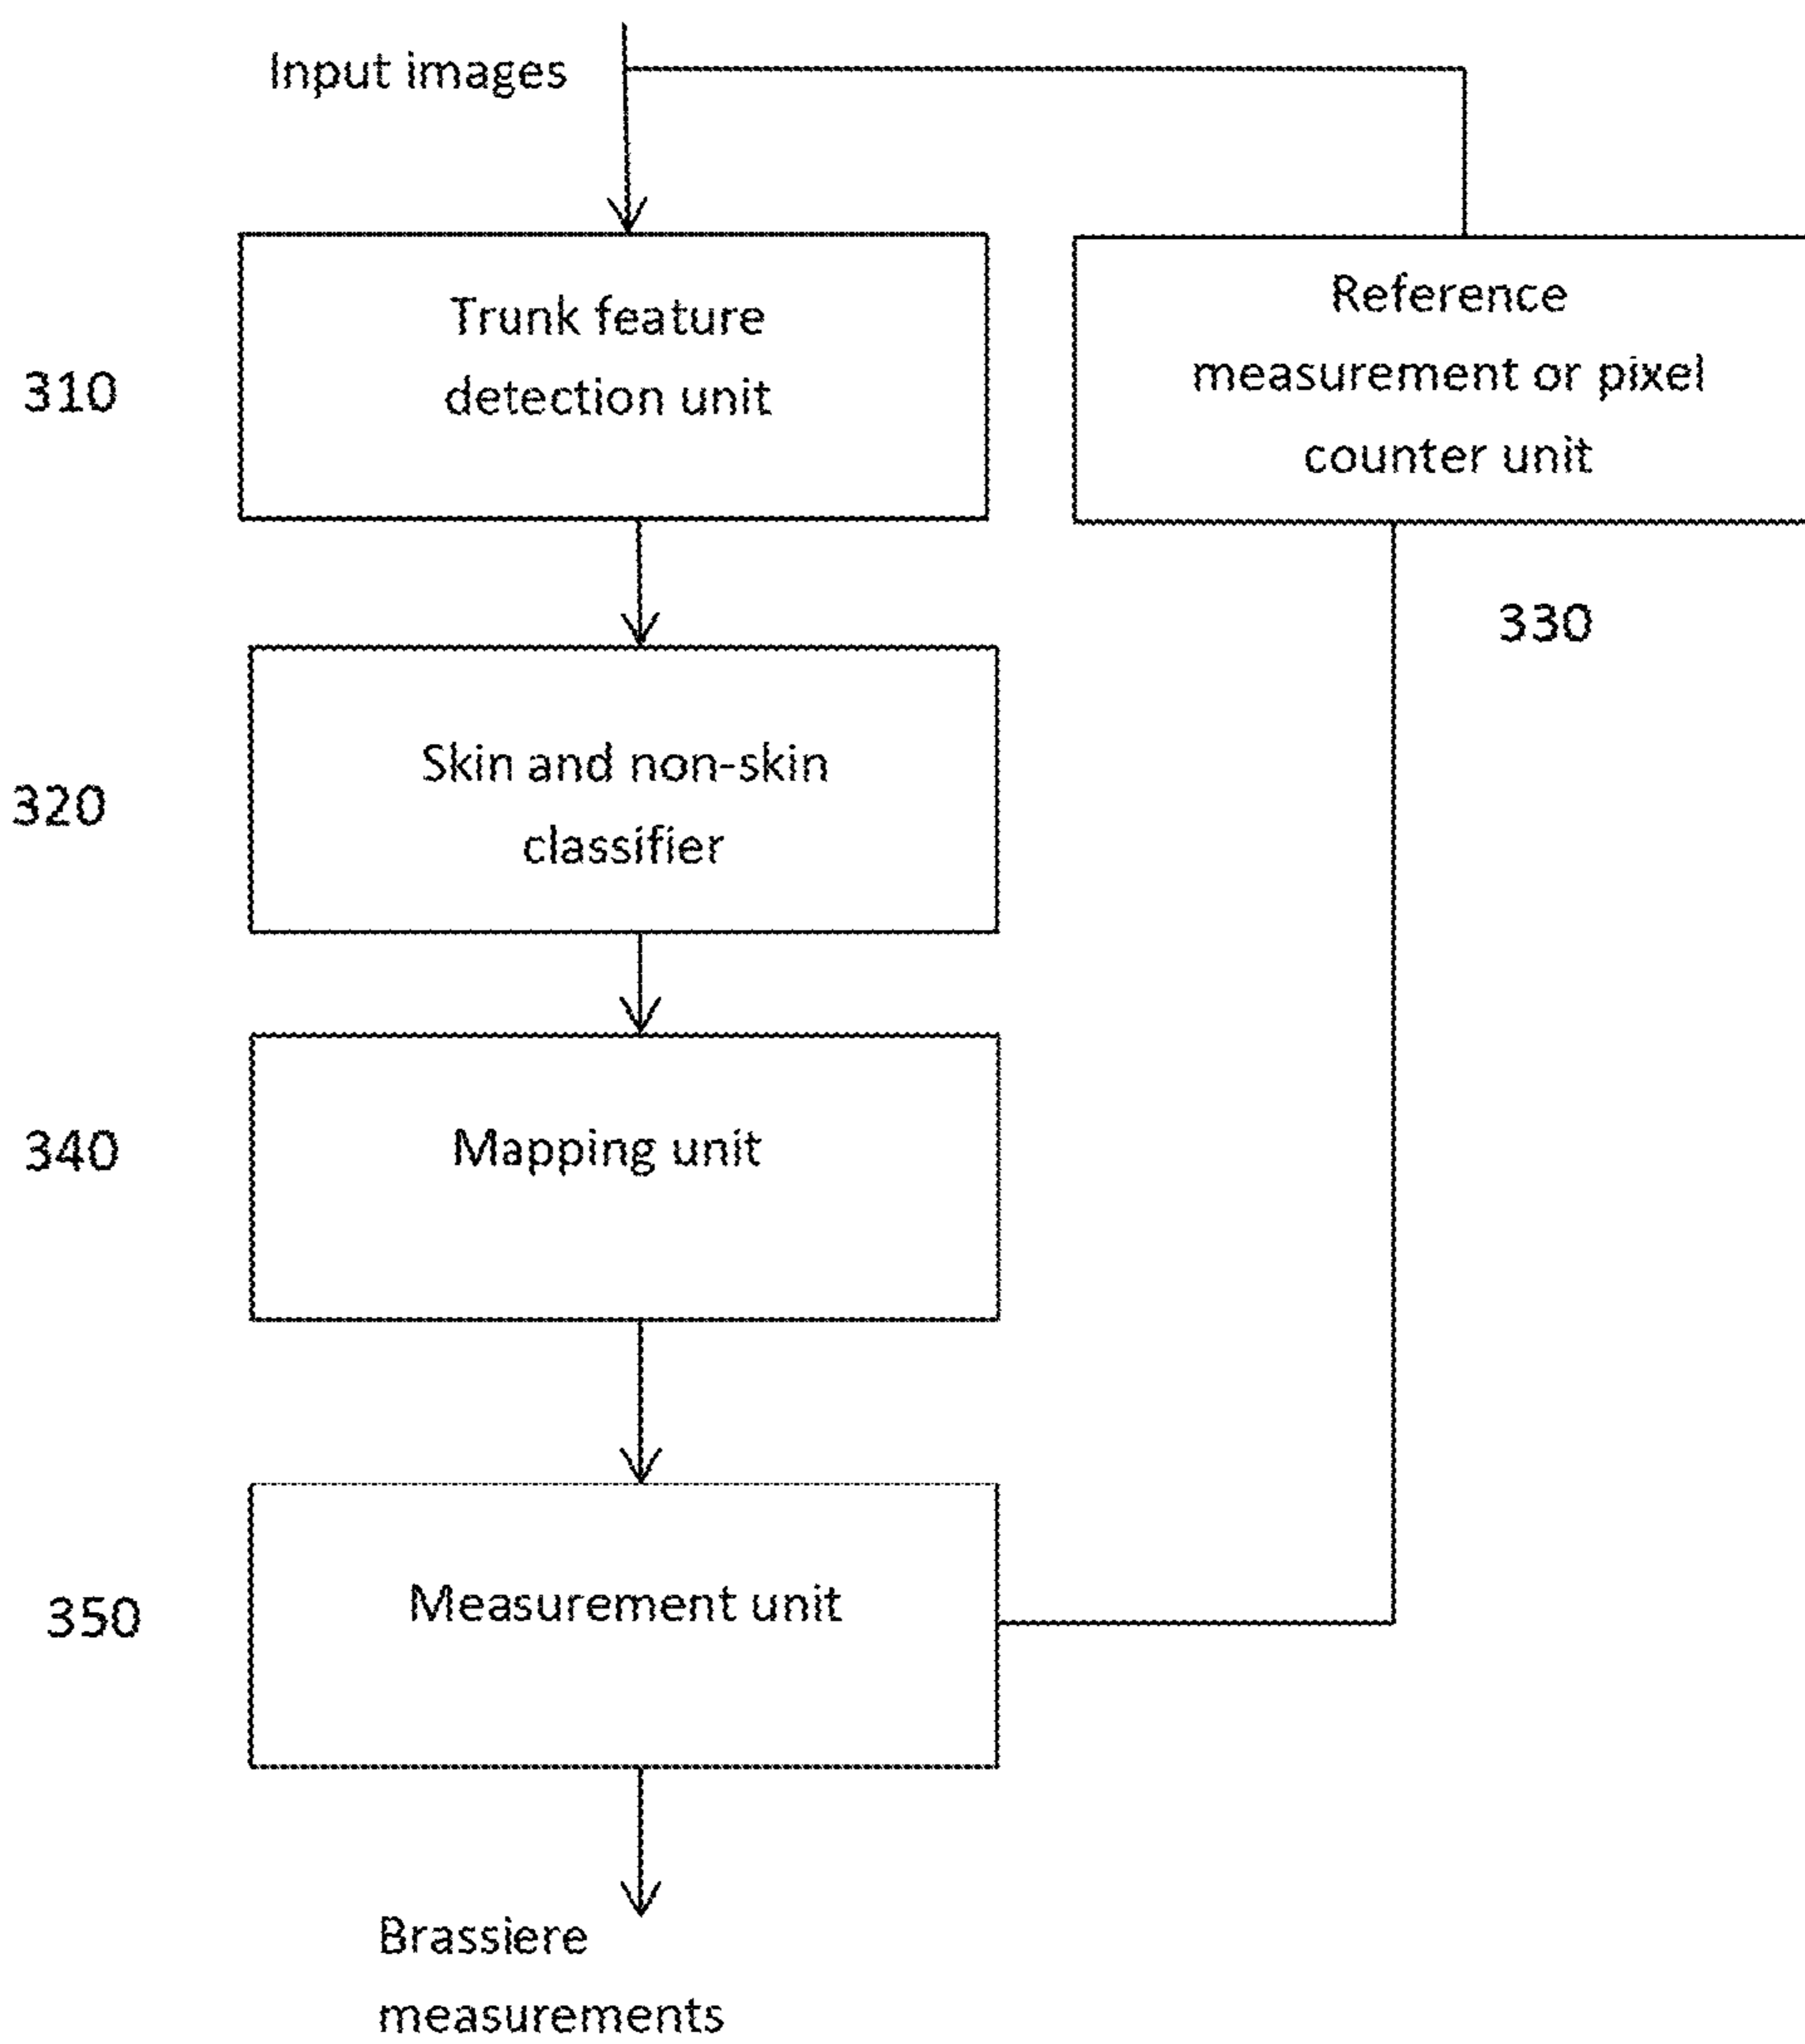 Input images
Trunk feature
detection unit
310
Reference
measurement or pixel
counter unit
330
Skin and non-skin
classifier
320
Mapping unit
340
Measurement unit
350
Brassiere
measurements